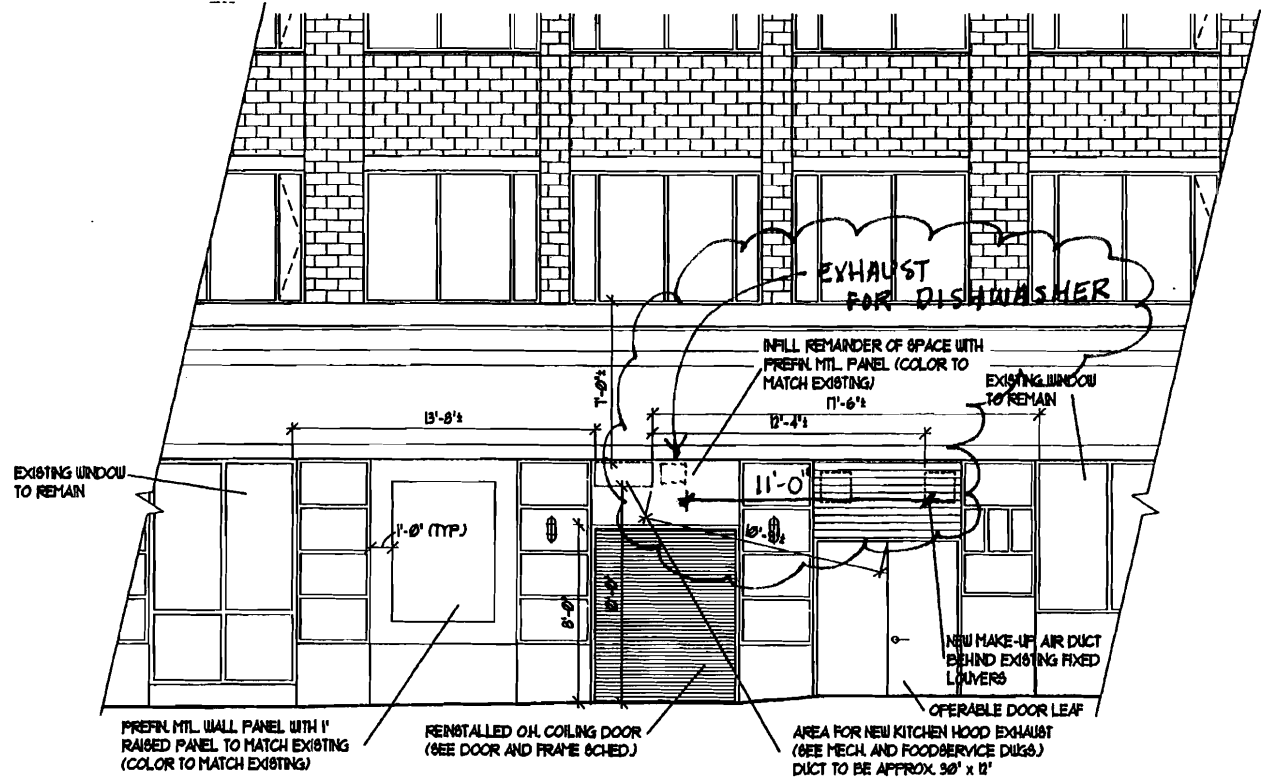 EXHAUST
FOR DISHWASHER
INFILL REMAINDER OF SPACE WITH
PREFIN. MTL. PANEL (COLOR TO
MATCH EXISTING)
EXISTING WINDOW
TO REMAIN
17'-6"±
12'-4"±
13'-8"±
EXISTING WINDOW
TO REMAIN
11'-0"
1'-0" (TYP.)
8'-0"
NEW MAKE-UP AIR DUCT
BEHIND EXISTING FIXED
LOUVERS
OPERABLE DOOR LEAF
PREFIN. MTL. WALL PANEL WITH 1"
RAISED PANEL TO MATCH EXISTING
(COLOR TO MATCH EXISTING)
REINSTALLED O.H. COILING DOOR
(SEE DOOR AND FRAME SCHED.)
AREA FOR NEW KITCHEN HOOD EXHAUST
(SEE MECH. AND FOODSERVICE DWGS.)
DUCT TO BE APPROX. 30" x 12"